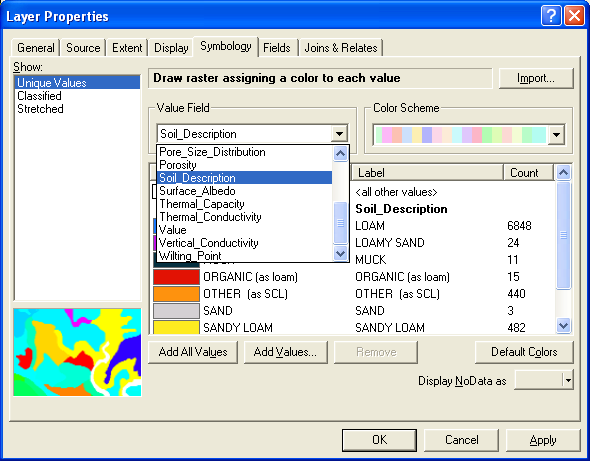 Layer Properties
General Source Extent Display Symbology Fields Joins & Relates
Show:
Unique Values
Classified
Stretched
Draw raster assigning a color to each value
Import...
Value Field
Soil_Description
Color Scheme
Pore_Size_Distribution
Porosity
Soil_Description
Surface_Albedo
Thermal_Capacity
Thermal_Conductivity
Value
Vertical_Conductivity
Wilting_Point
Label Count
<all other values>
Soil_Description
LOAM 6848
LOAMY SAND 24
MUCK 11
ORGANIC (as loam) ORGANIC (as loam) 15
OTHER (as SCL) OTHER (as SCL) 440
SAND SAND 3
SANDY LOAM SANDY LOAM 482
Add All Values Add Values... Remove Default Colors
Display NoData as
OK Cancel Apply